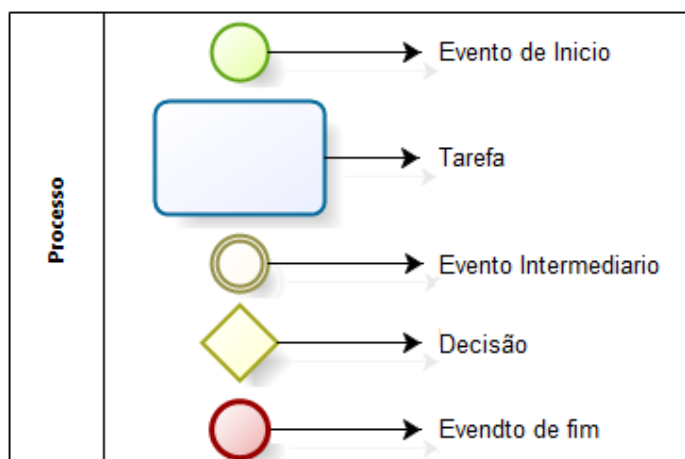 Processo
Evento de Inicio
Tarefa
Evento Intermediario
Decisão
Evendto de fim